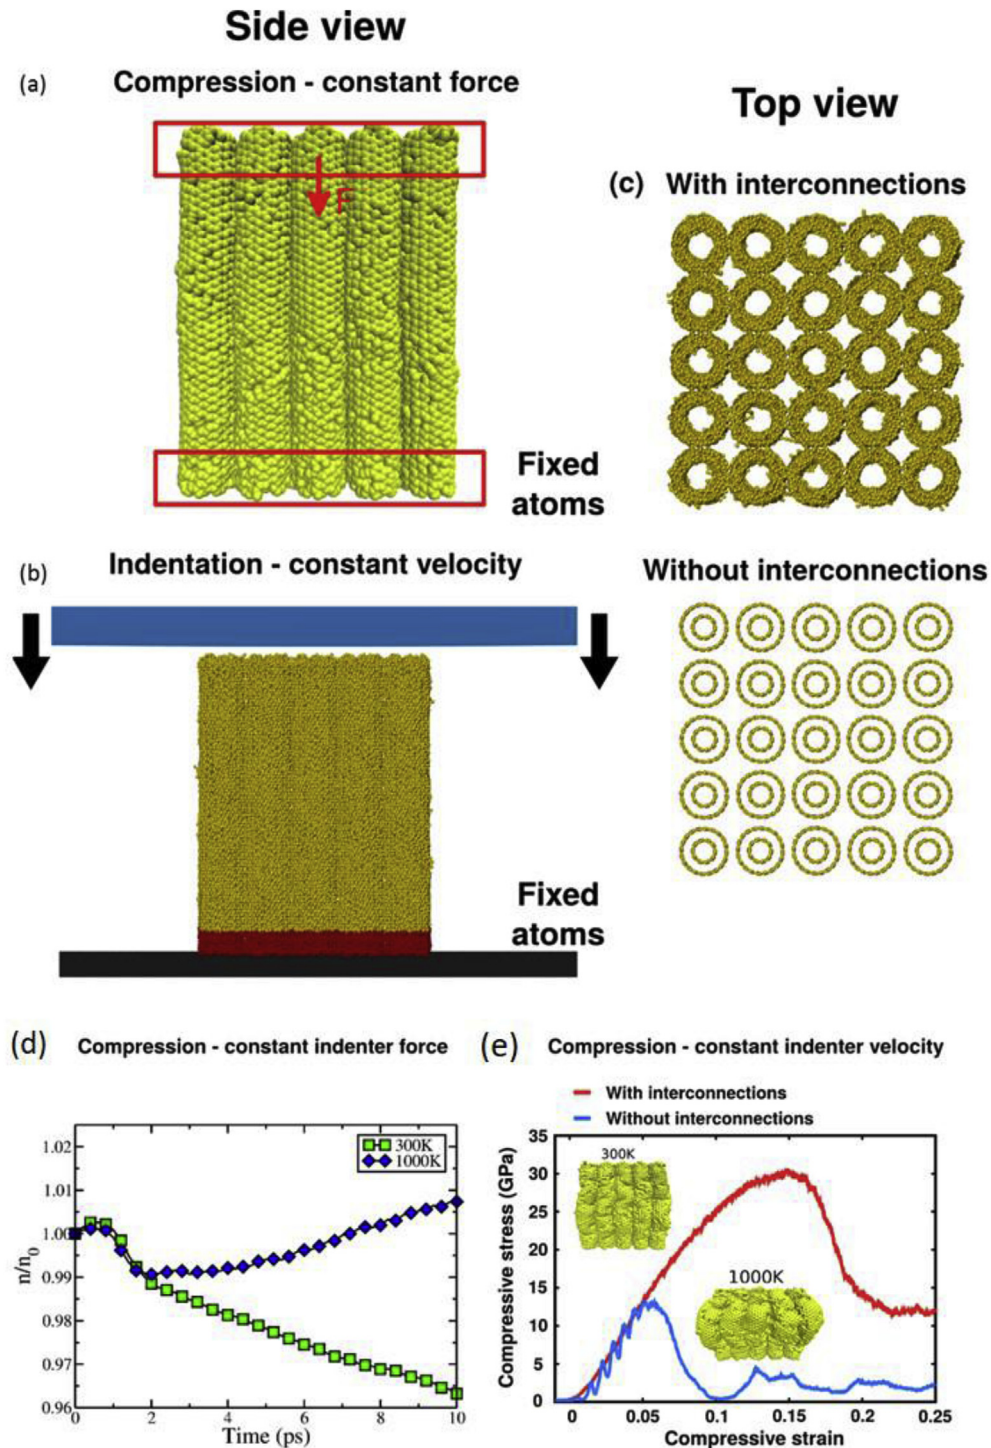 Side view
(a)
Compression - constant force
Top view
F
(c) With interconnections
Fixed
atoms
(b)
Indentation - constant velocity
Without interconnections
Fixed
atoms
(d) Compression - constant indenter force
1.02
1.01
1.00
0.99
0.98
0.97
0.96
n/n0
300K
1000K
0 2 4 6 8 10
Time (ps)
(e) Compression - constant indenter velocity
With interconnections
Without interconnections
35
30
25
20
15
10
5
0
Compressive stress (GPa)
300K
1000K
0 0.05 0.1 0.15 0.2 0.25
Compressive strain